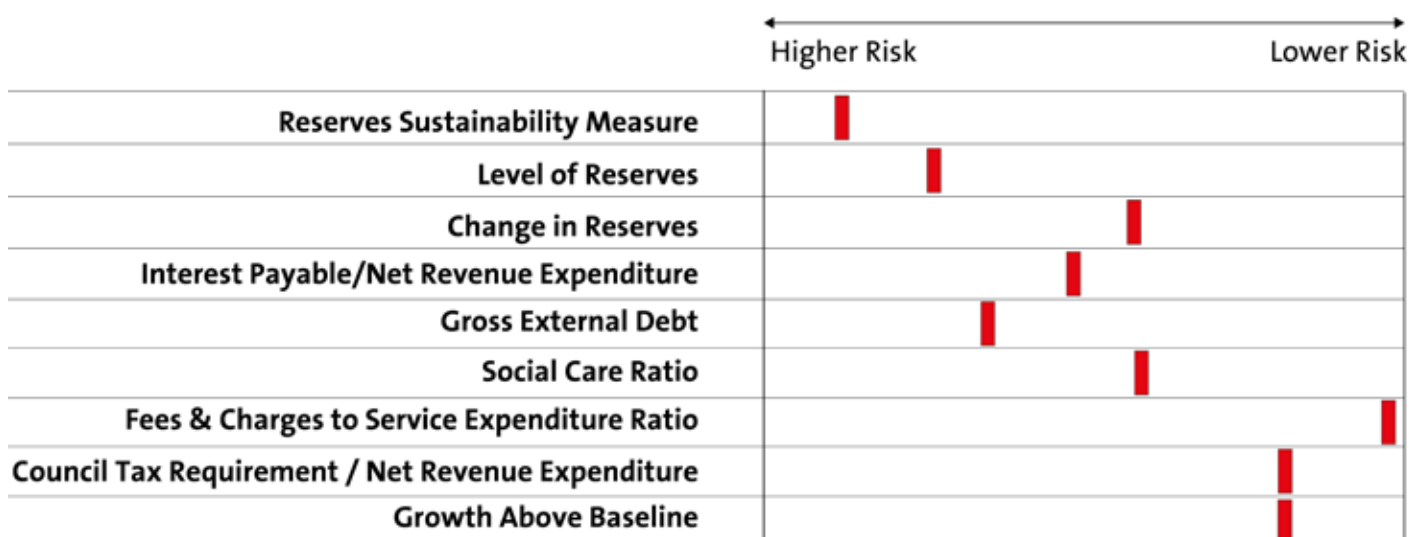 Higher Risk Lower Risk
Reserves Sustainability Measure
Level of Reserves
Change in Reserves
Interest Payable/Net Revenue Expenditure
Gross External Debt
Social Care Ratio
Fees & Charges to Service Expenditure Ratio
Council Tax Requirement / Net Revenue Expenditure
Growth Above Baseline